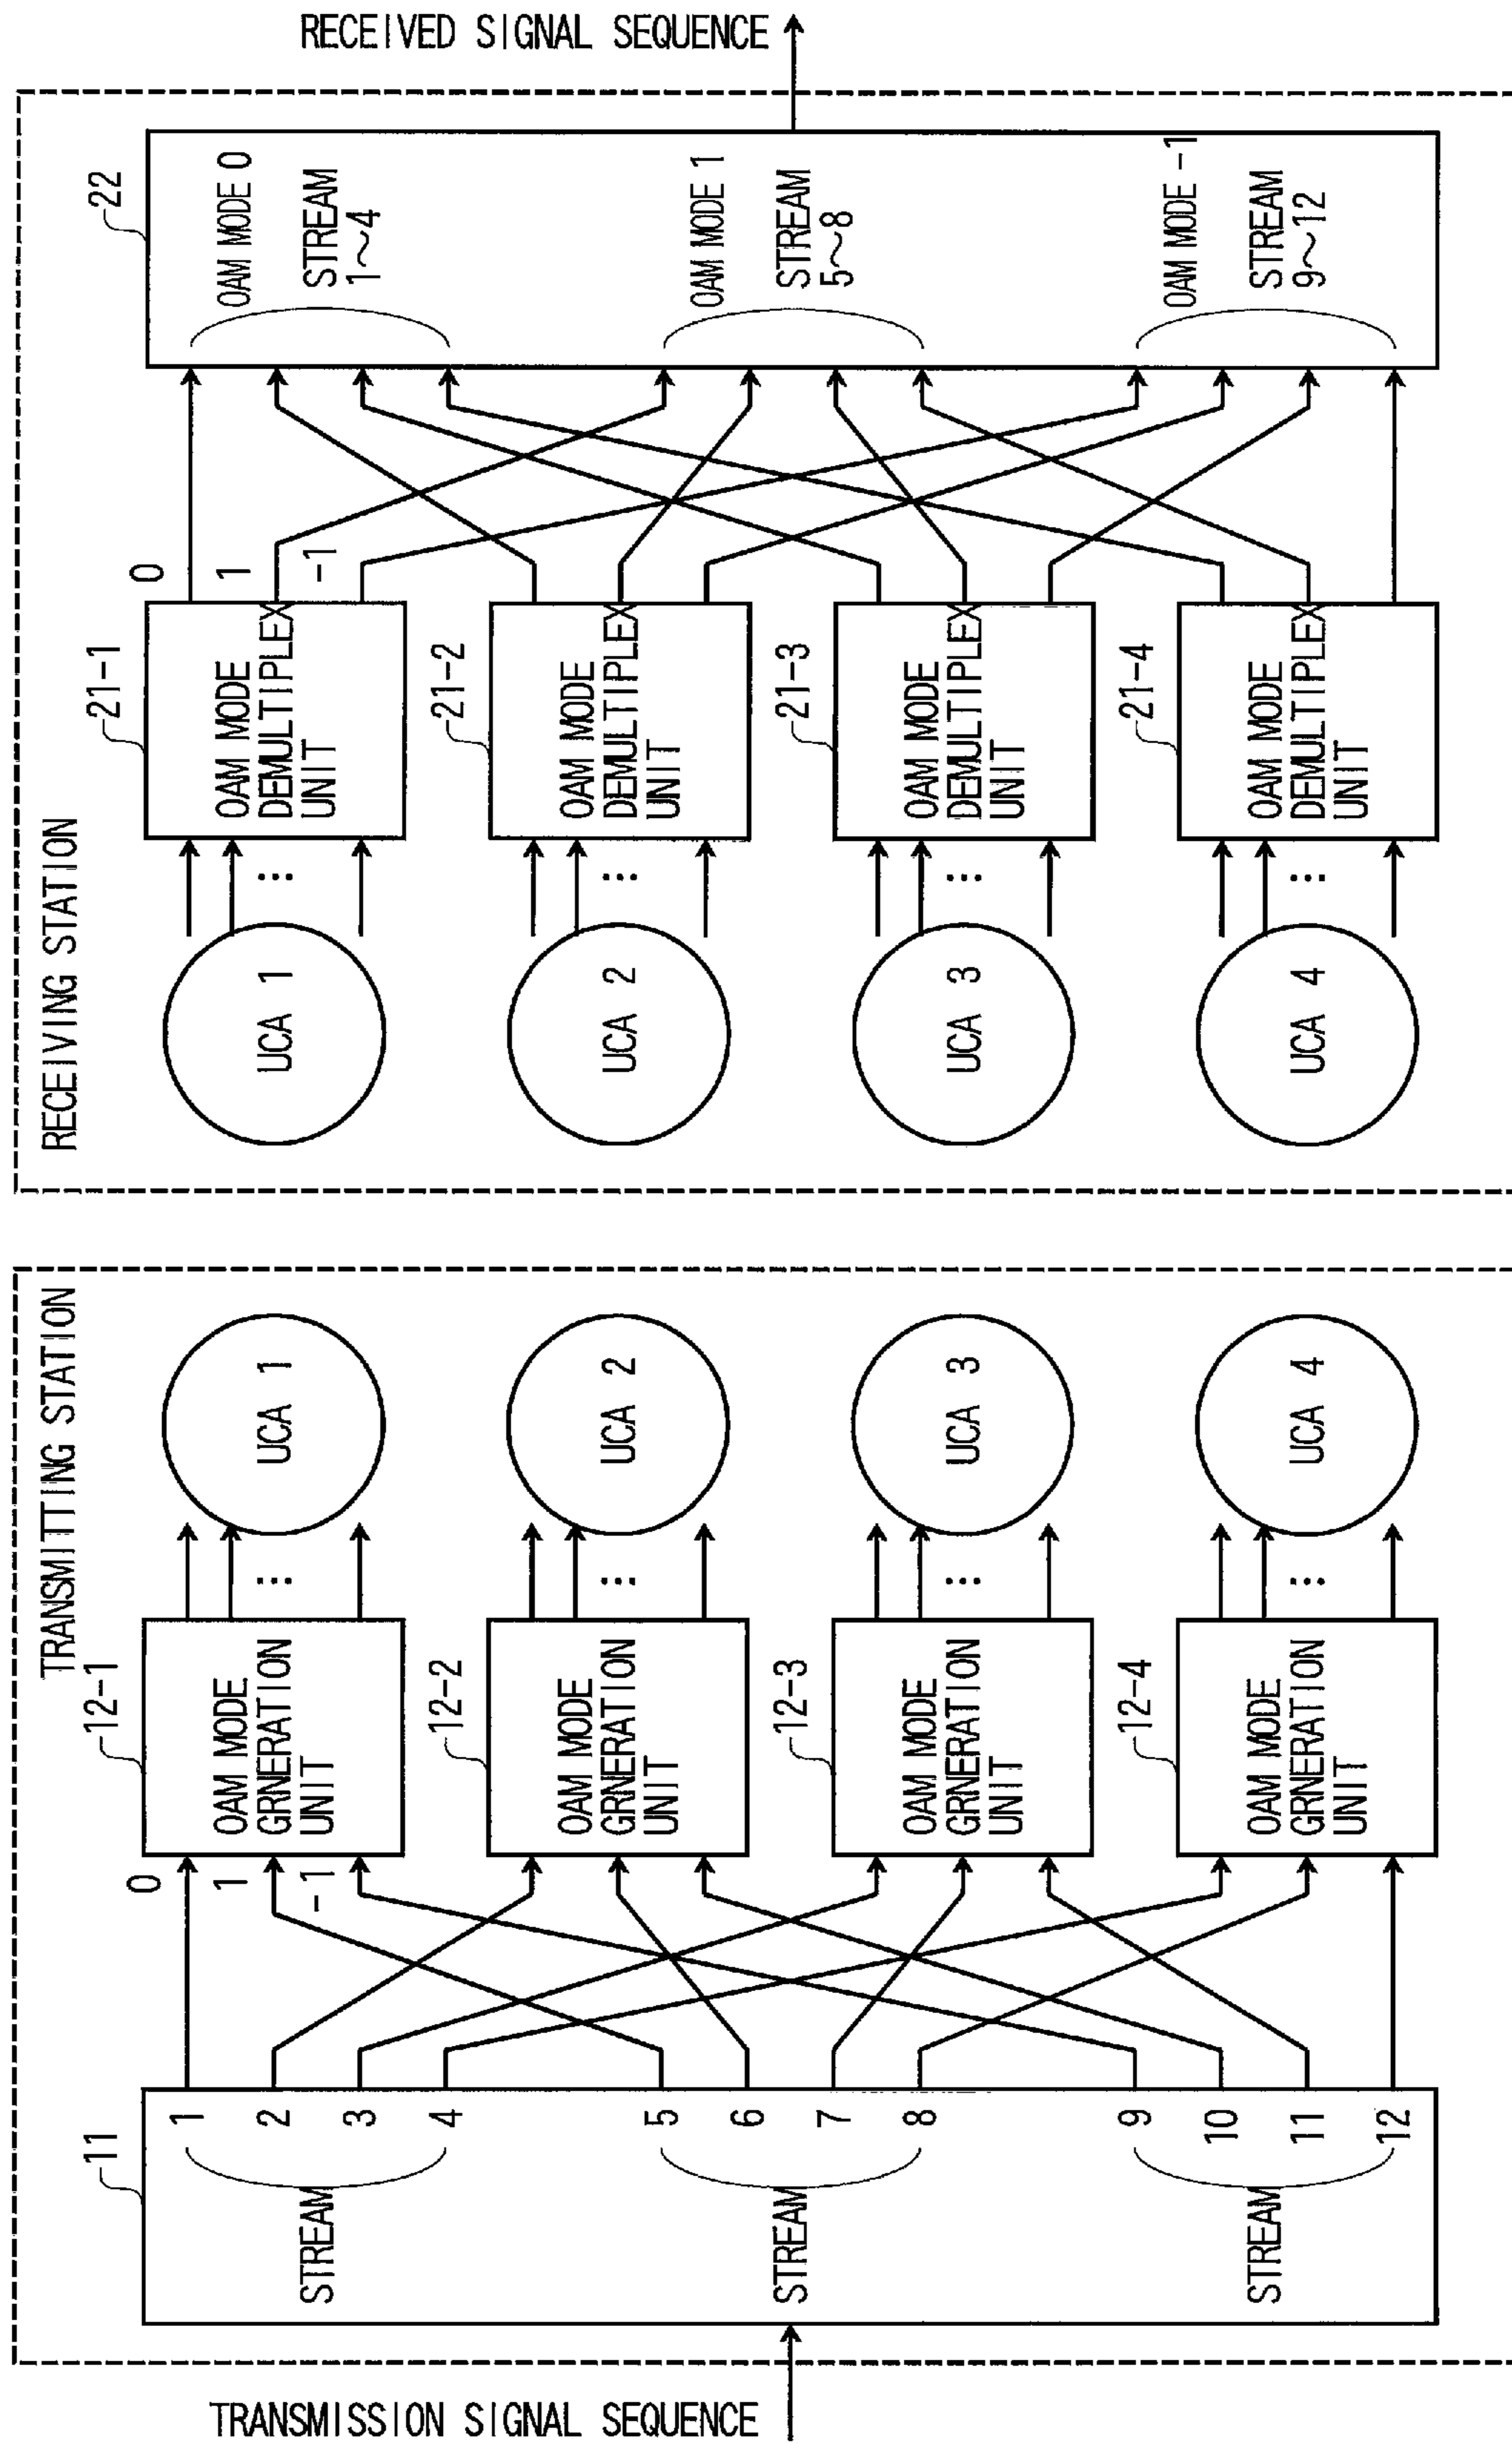 TRANSMISSION SIGNAL SEQUENCE
TRANSMITTING STATION
11
STREAM
1
2
3
4
STREAM
5
6
7
8
STREAM
9
10
11
12
0
1
-1
12-1
OAM MODE
GRNERATION
UNIT
12-2
OAM MODE
GRNERATION
UNIT
12-3
OAM MODE
GRNERATION
UNIT
12-4
OAM MODE
GRNERATION
UNIT
UCA 1
UCA 2
UCA 3
UCA 4
RECEIVING STATION
UCA 1
UCA 2
UCA 3
UCA 4
21-1
OAM MODE
DEMULTIPLEX
UNIT
21-2
OAM MODE
DEMULTIPLEX
UNIT
21-3
OAM MODE
DEMULTIPLEX
UNIT
21-4
OAM MODE
DEMULTIPLEX
UNIT
0
1
-1
22
OAM MODE 0
STREAM
1~4
OAM MODE 1
STREAM
5~8
OAM MODE -1
STREAM
9~12
RECEIVED SIGNAL SEQUENCE